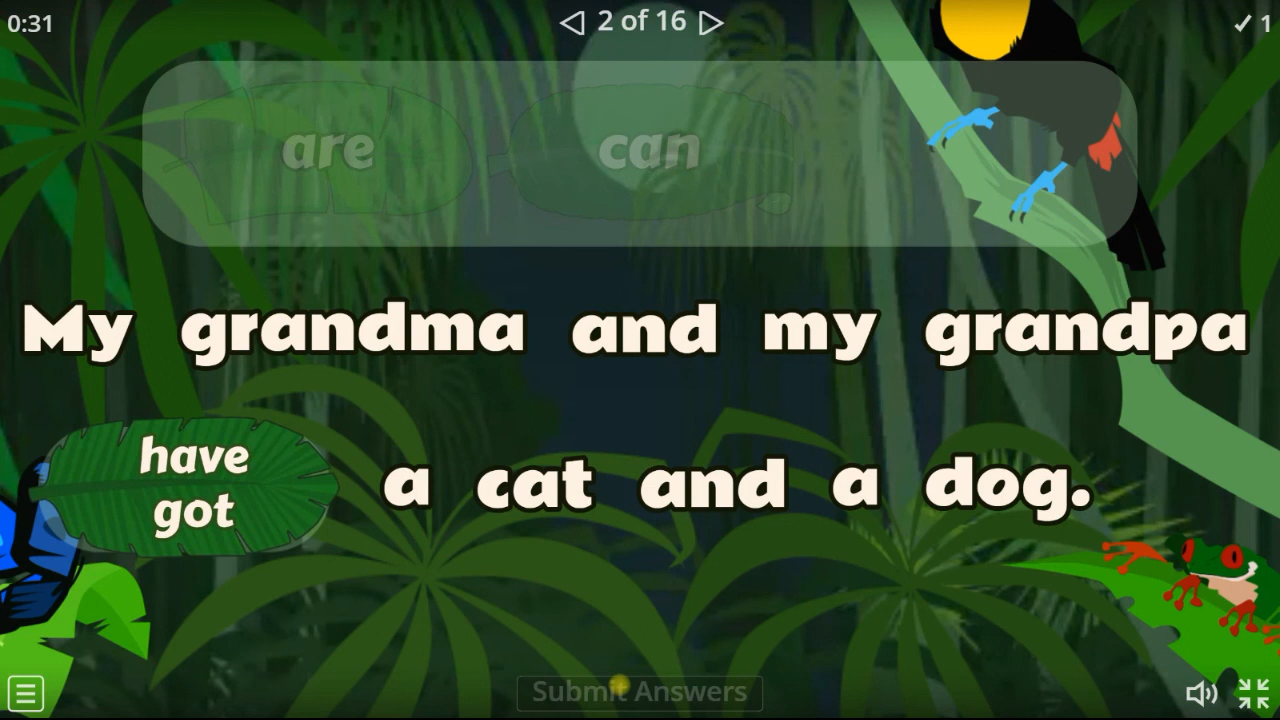 0:31
2 of 16
✓ 1
are
can
My grandma and my grandpa
have
got
a cat and a dog.
Submit Answers